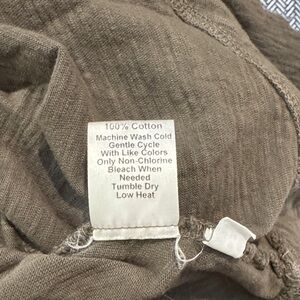 100% Cotton
Machine Wash Cold
Gentle Cycle
With Like Colors
Only Non-Chlorine
Bleach When
Needed
Tumble Dry
Low Heat